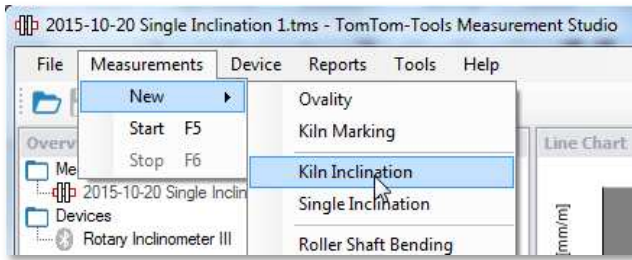 2015-10-20 Single Inclination 1.tms - TomTom-Tools Measurement Studio
File Measurements Device Reports Tools Help
New Ovality
Start F5 Kiln Marking
Stop F6 Kiln Inclination
Single Inclination
Roller Shaft Bending
Overv
Me
2015-10-20 Single Inclin
Devices
Rotary Inclinometer III
Line Chart
[mm/m]